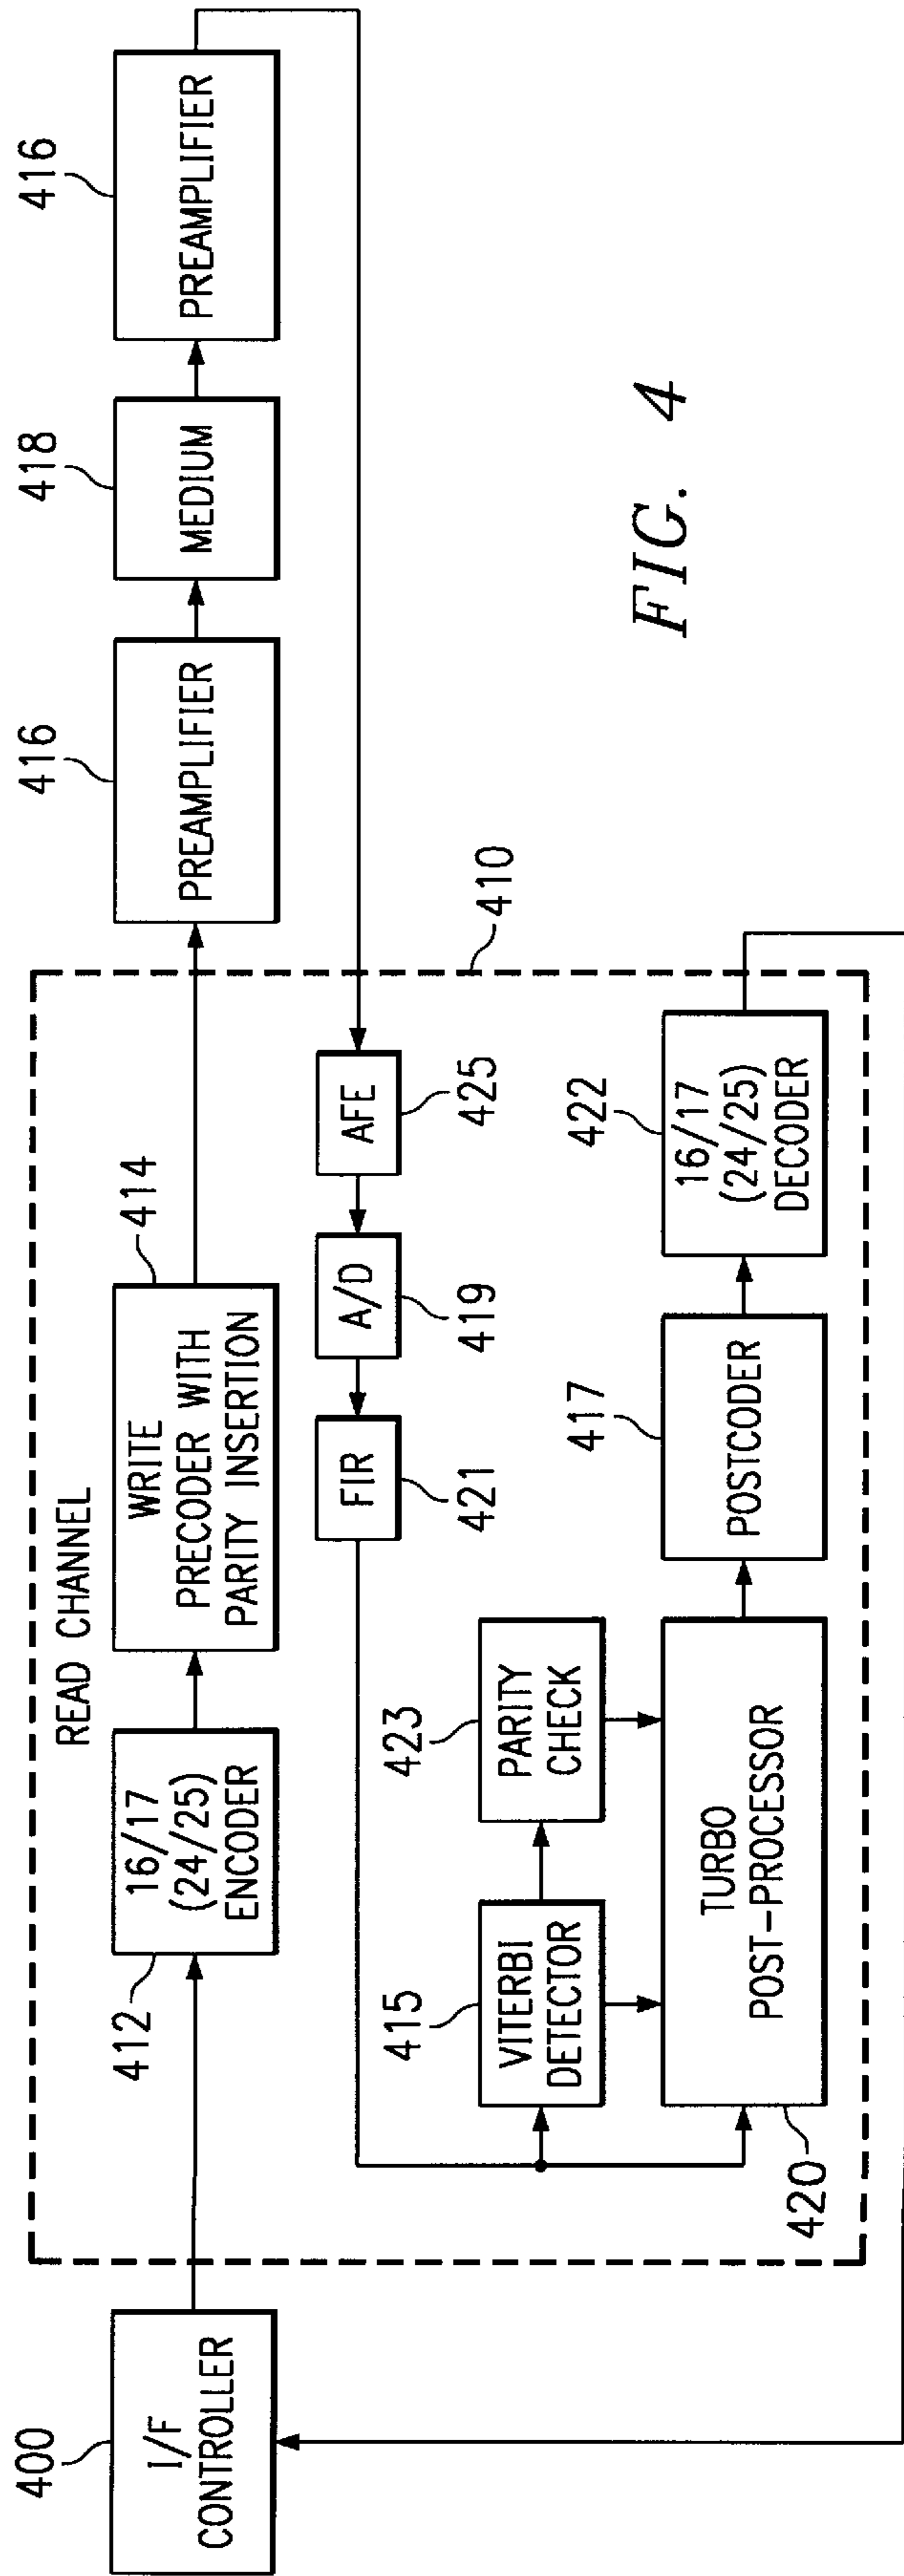 400
I/F
CONTROLLER
READ CHANNEL
412
16/17
(24/25)
ENCODER
414
WRITE
PRECODER WITH
PARITY INSERTION
416
PREAMPLIFIER
418
MEDIUM
416
PREAMPLIFIER
410
FIR
421
A/D
419
AFE
425
415
VITERBI
DETECTOR
423
PARITY
CHECK
420
TURBO
POST-PROCESSOR
417
POSTCODER
422
16/17
(24/25)
DECODER
FIG. 4